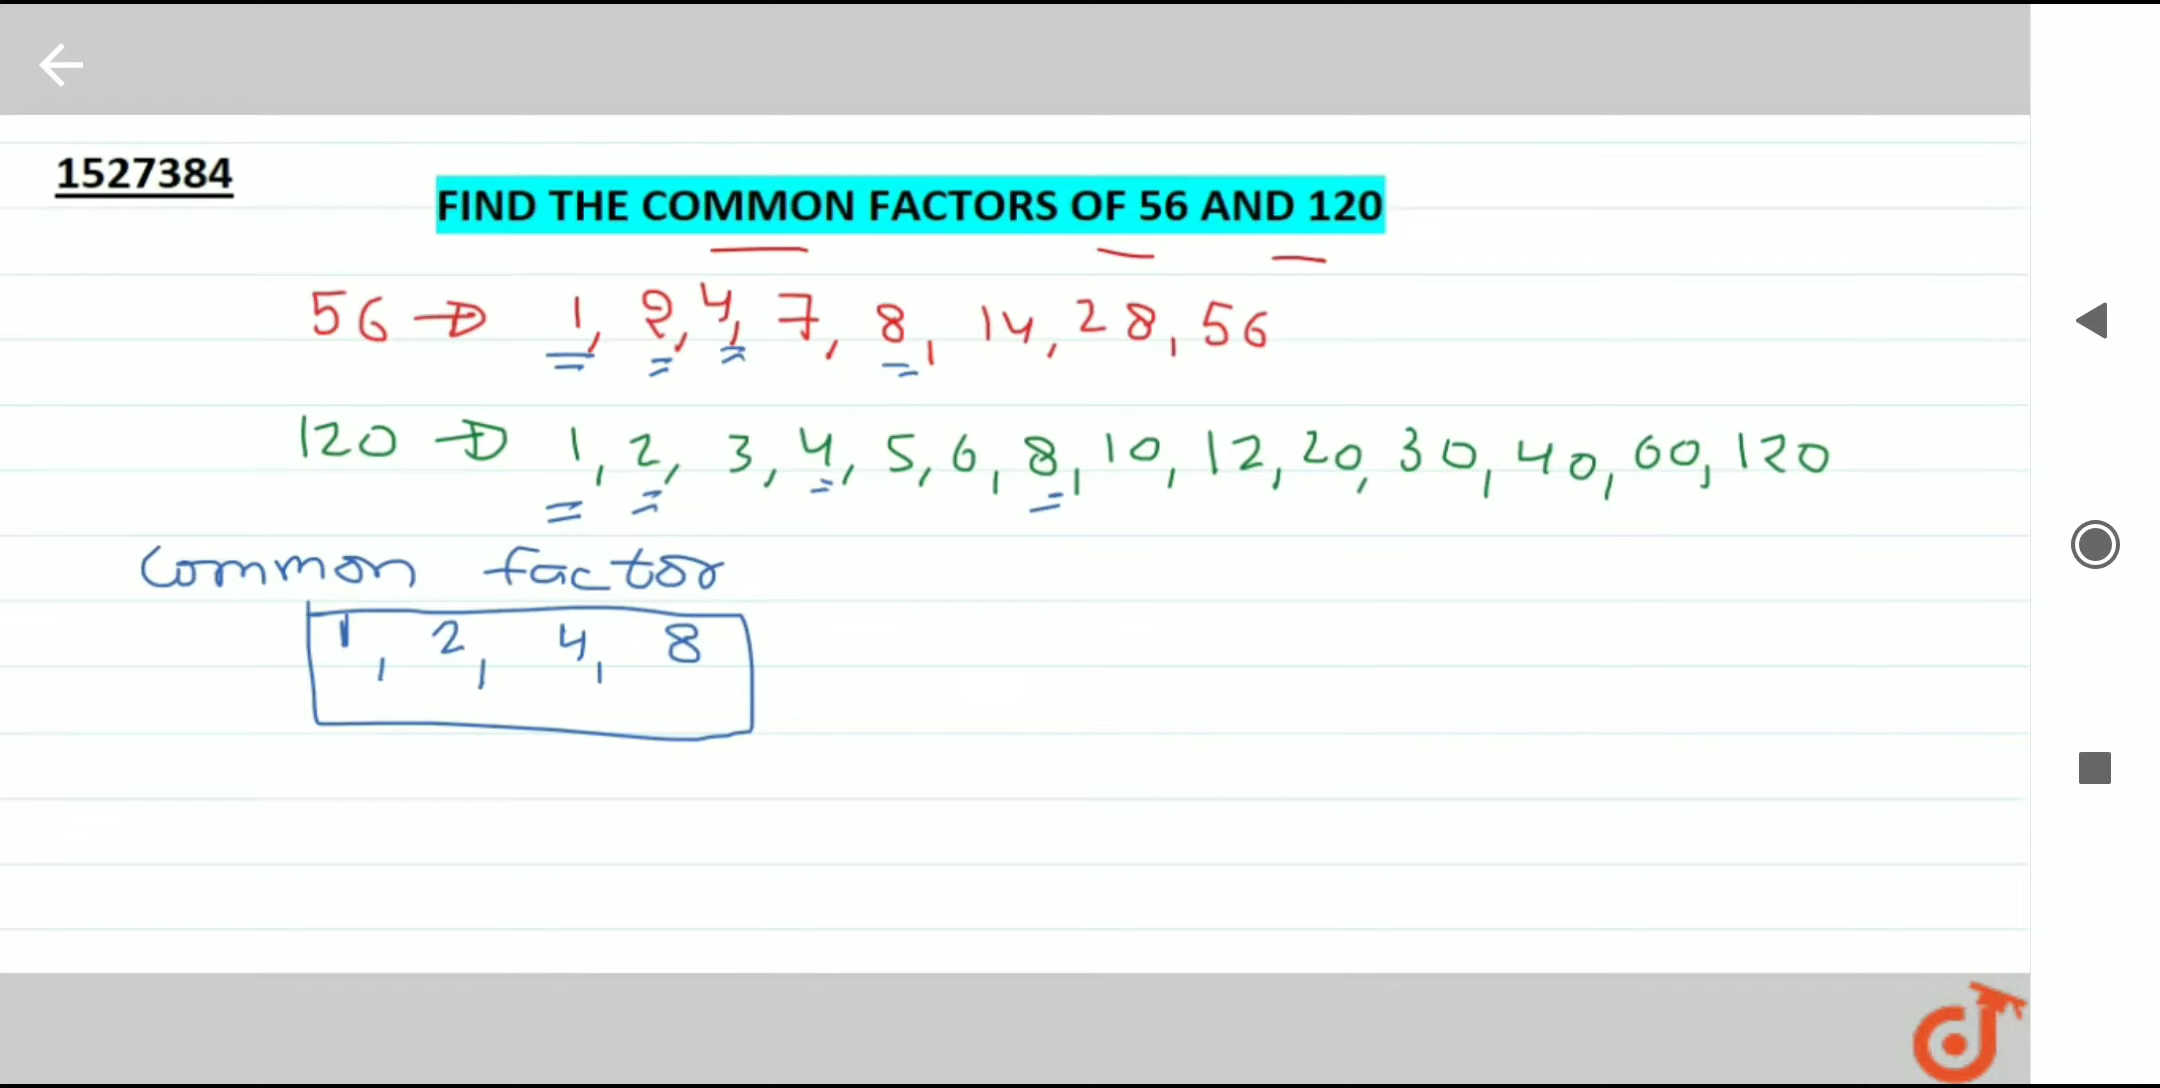 1527384
FIND THE COMMON FACTORS OF 56 AND 120
56 → 1, 2, 4, 7, 8, 14, 28, 56
120 → 1, 2, 3, 4, 5, 6, 8, 10, 12, 20, 30, 40, 60, 120
Common factor
1, 2, 4, 8